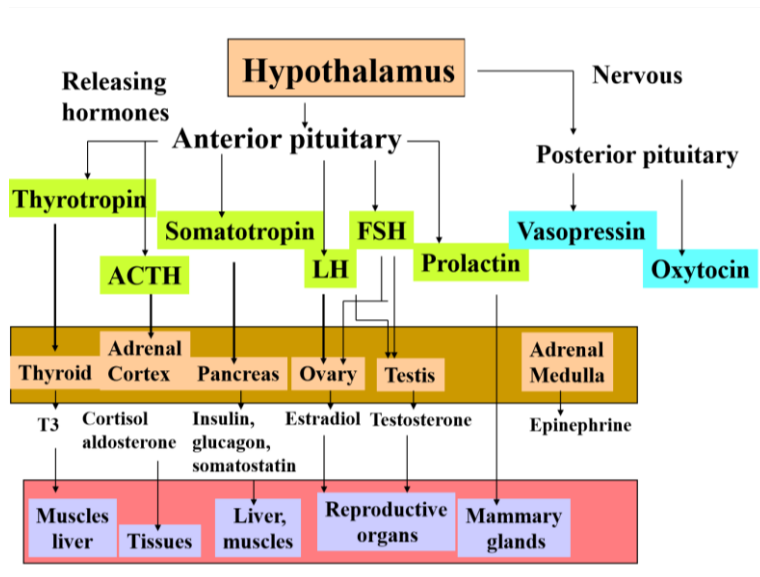 Hypothalamus
Releasing
hormones
Nervous
Anterior pituitary
Posterior pituitary
Thyrotropin
Somatotropin
FSH
Vasopressin
ACTH
LH
Prolactin
Oxytocin
Thyroid
Adrenal
Cortex
Pancreas
Ovary
Testis
Adrenal
Medulla
T3
Cortisol
aldosterone
Insulin,
glucagon,
somatostatin
Estradiol
Testosterone
Epinephrine
Muscles
liver
Tissues
Liver,
muscles
Reproductive
organs
Mammary
glands